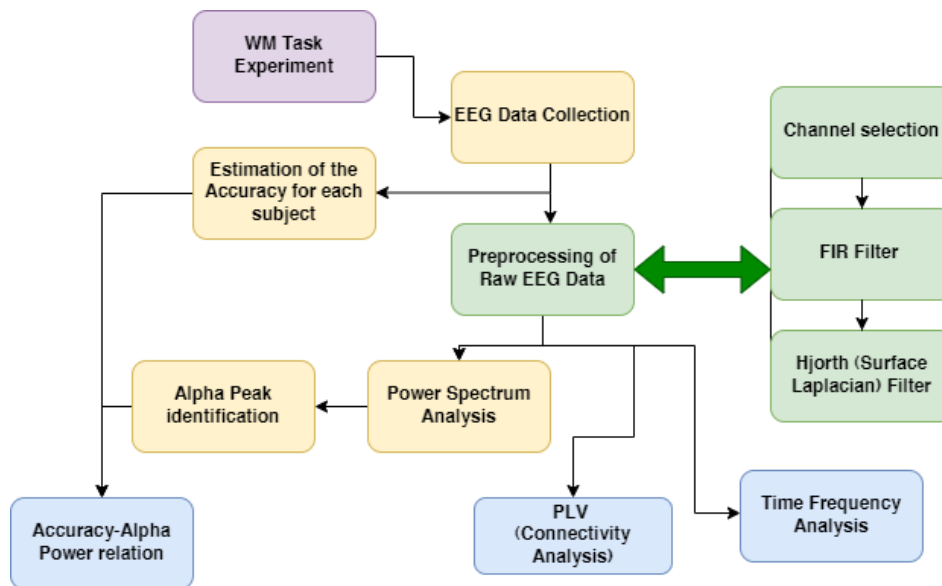 WM Task
Experiment
EEG Data Collection
Channel selection
Estimation of the
Accuracy for each
subject
Preprocessing of
Raw EEG Data
FIR Filter
Hjorth (Surface
Laplacian) Filter
Alpha Peak
identification
Power Spectrum
Analysis
Accuracy-Alpha
Power relation
PLV
(Connectivity
Analysis)
Time Frequency
Analysis